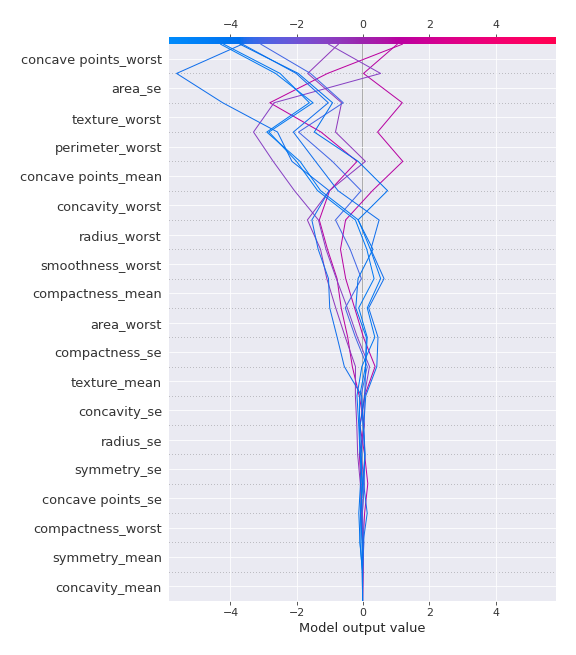 −4 −2 0 2 4
concave points_worst
area_se
texture_worst
perimeter_worst
concave points_mean
concavity_worst
radius_worst
smoothness_worst
compactness_mean
area_worst
compactness_se
texture_mean
concavity_se
radius_se
symmetry_se
concave points_se
compactness_worst
symmetry_mean
concavity_mean
−4 −2 0 2 4
Model output value